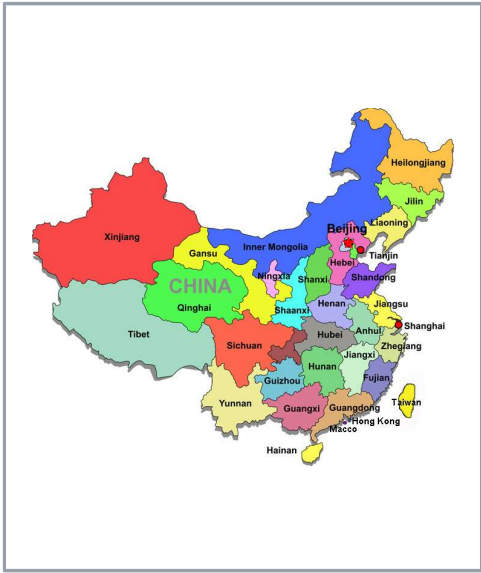 Heilongjiang
Jilin
Liaoning
Beijing
Xinjiang
Inner Mongolia
Gansu
Tianjin
Hebei
Ningxia
Shanxi
Shandong
CHINA
Qinghai
Shaanxi
Henan
Jiangsu
Shanghai
Tibet
Hubei
Anhui
Sichuan
Zhegiang
Jiangxi
Hunan
Guizhou
Fujian
Yunnan
Guangxi
Guangdong
Taiwan
Hong Kong
Macco
Hainan